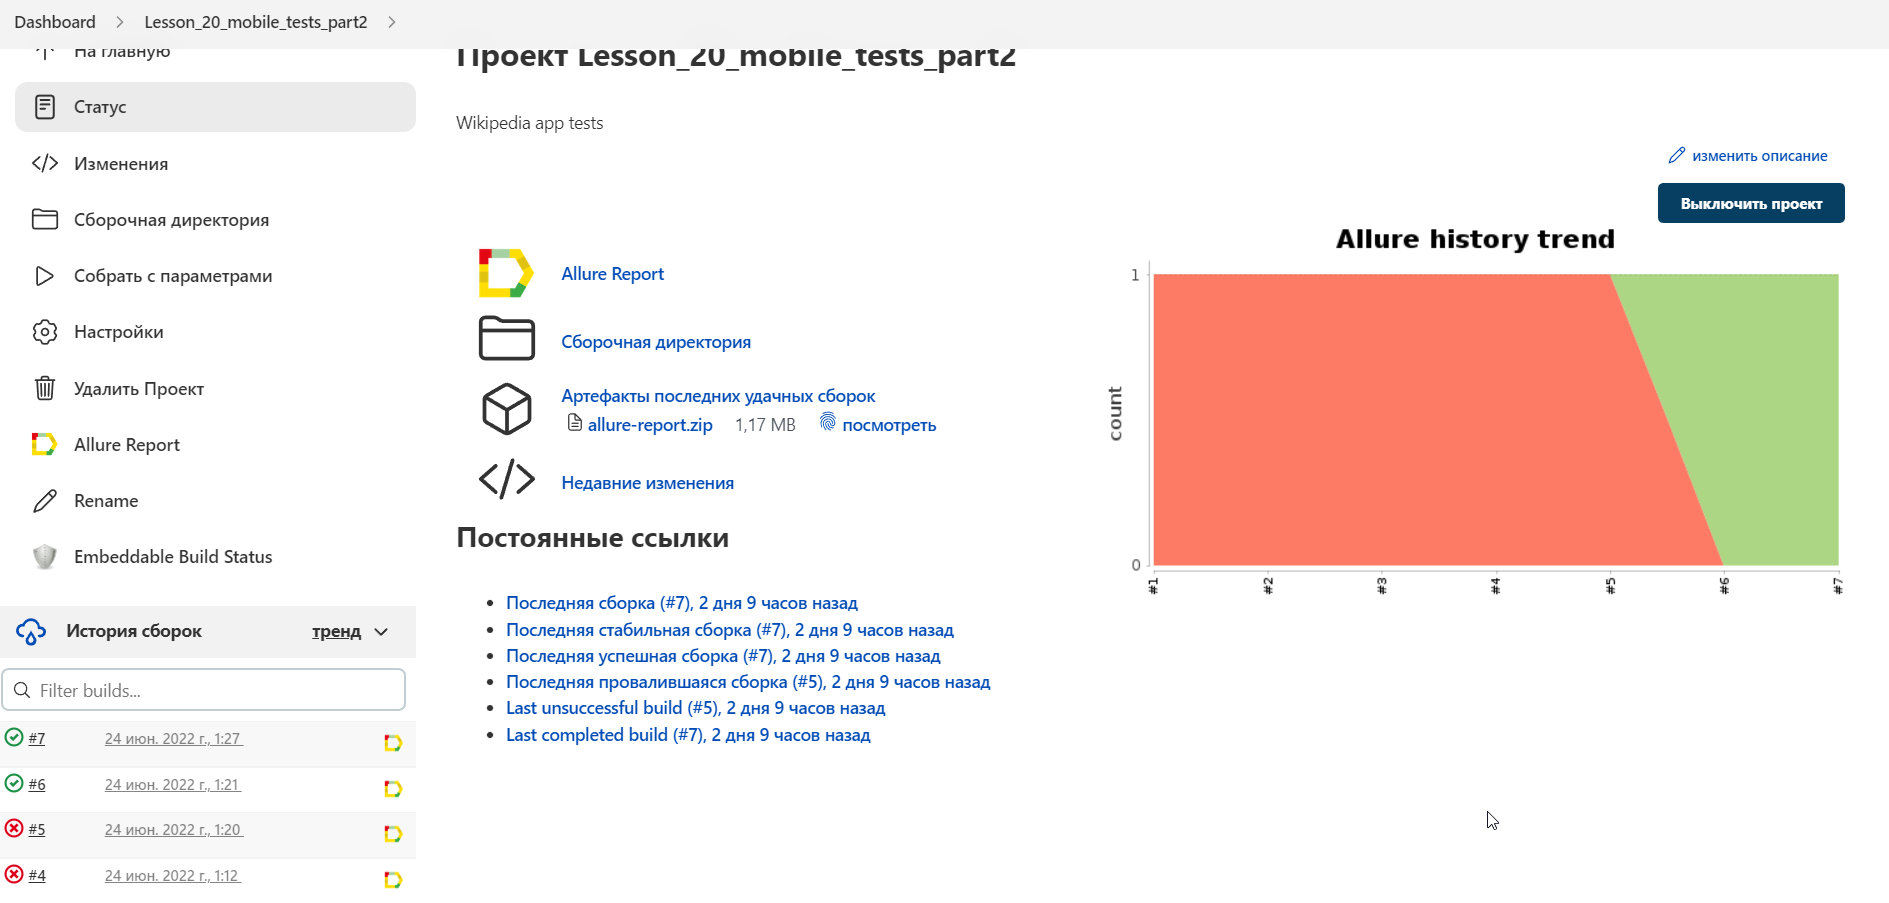 Dashboard
Lesson_20_mobile_tests_part2
На главную
Статус
Изменения
Сборочная директория
Собрать с параметрами
Настройки
Удалить Проект
Allure Report
Rename
Embeddable Build Status
История сборок
тренд
Filter builds...
#7 24 июн. 2022 г., 1:27
#6 24 июн. 2022 г., 1:21
#5 24 июн. 2022 г., 1:20
#4 24 июн. 2022 г., 1:12
Проект Lesson_20_mobile_tests_part2
Wikipedia app tests
изменить описание
Выключить проект
Allure Report
Сборочная директория
Артефакты последних удачных сборок
allure-report.zip 1,17 MB посмотреть
Недавние изменения
Постоянные ссылки
Последняя сборка (#7), 2 дня 9 часов назад
Последняя стабильная сборка (#7), 2 дня 9 часов назад
Последняя успешная сборка (#7), 2 дня 9 часов назад
Последняя провалившаяся сборка (#5), 2 дня 9 часов назад
Last unsuccessful build (#5), 2 дня 9 часов назад
Last completed build (#7), 2 дня 9 часов назад
Allure history trend
1
count
0
#1 #2 #3 #4 #5 #6 #7